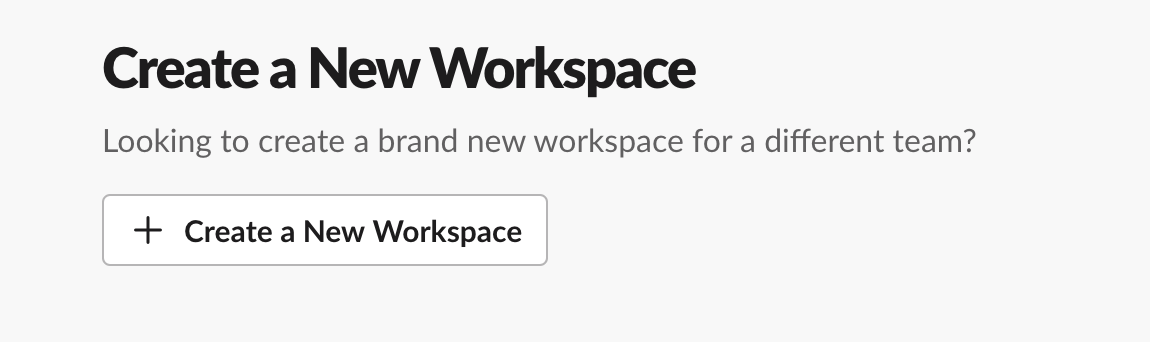 Create a New Workspace
Looking to create a brand new workspace for a different team?
Create a New Workspace